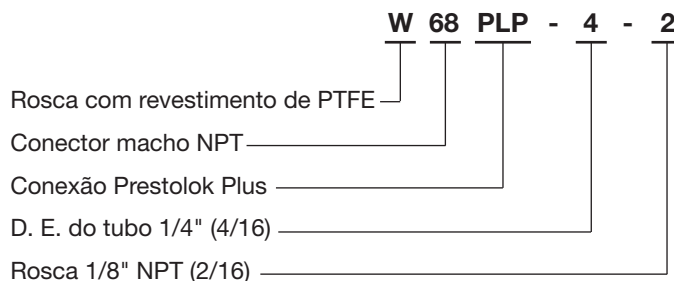 W 68 PLP - 4 - 2
Rosca com revestimento de PTFE
Conector macho NPT
Conexão Prestolok Plus
D. E. do tubo 1/4" (4/16)
Rosca 1/8" NPT (2/16)